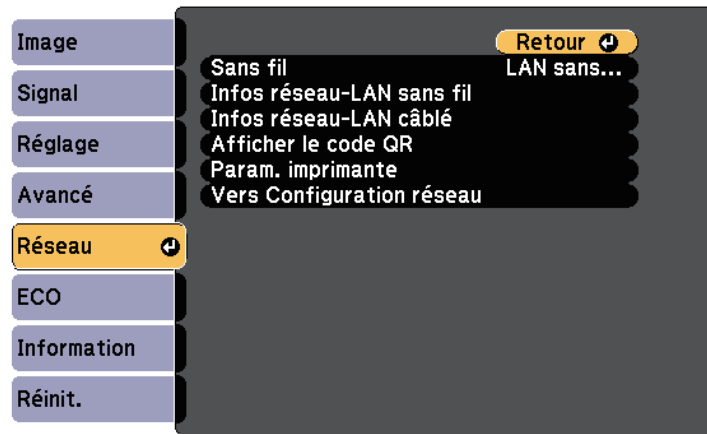 Image
Signal
Réglage
Avancé
Réseau
ECO
Information
Réinit.
Retour
Sans fil LAN sans...
Infos réseau-LAN sans fil
Infos réseau-LAN câblé
Afficher le code QR
Param. imprimante
Vers Configuration réseau